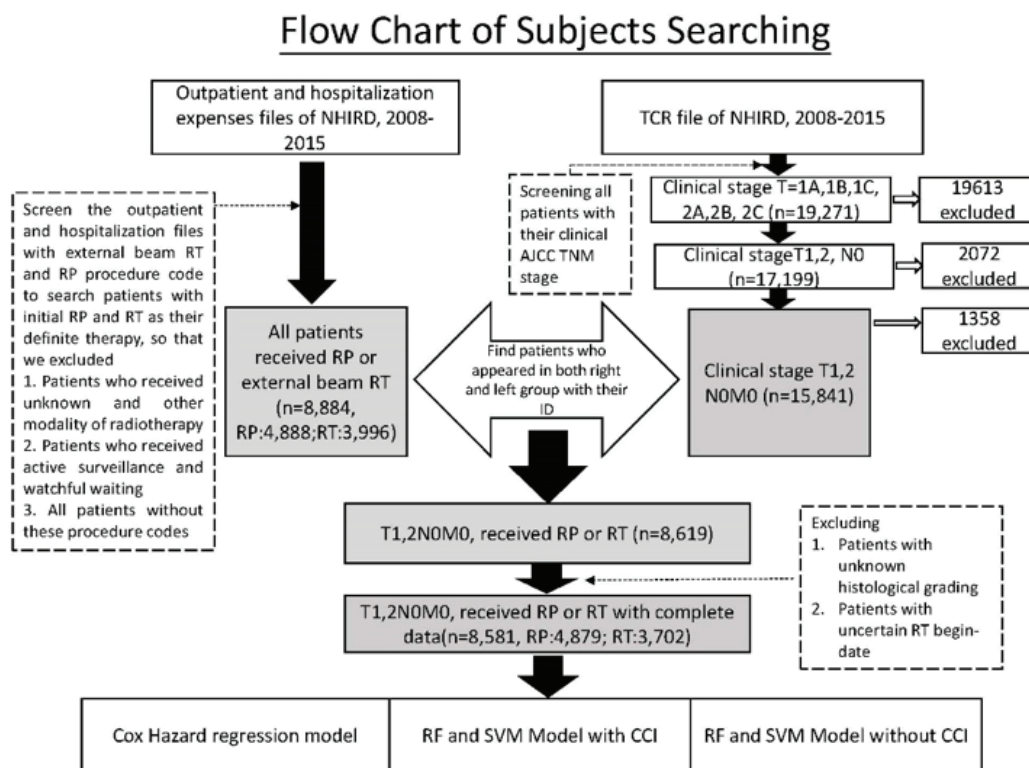 Flow Chart of Subjects Searching
Outpatient and hospitalization
expenses files of NHIRD, 2008-
2015
TCR file of NHIRD, 2008-2015
Screen the outpatient
and hospitalization files
with external beam RT
and RP procedure code
to search patients with
initial RP and RT as their
definite therapy, so that
we excluded
1. Patients who received
unknown and other
modality of radiotherapy
2. Patients who received
active surveillance and
watchful waiting
3. All patients without
these procedure codes
Screening all
patients with
their clinical
AJCC TNM
stage
Clinical stage T=1A,1B,1C,
2A,2B, 2C (n=19,271)
19613
excluded
Clinical stageT1,2, N0
(n=17,199)
2072
excluded
1358
excluded
All patients
received RP or
external beam RT
(n=8,884,
RP:4,888;RT:3,996)
Find patients who
appeared in both right
and left group with their
ID
Clinical stage T1,2
N0M0 (n=15,841)
T1,2N0M0, received RP or RT (n=8,619)
Excluding
1. Patients with
unknown
histological grading
2. Patients with
uncertain RT begin-
date
T1,2N0M0, received RP or RT with complete
data(n=8,581, RP:4,879; RT:3,702)
Cox Hazard regression model
RF and SVM Model with CCI
RF and SVM Model without CCI